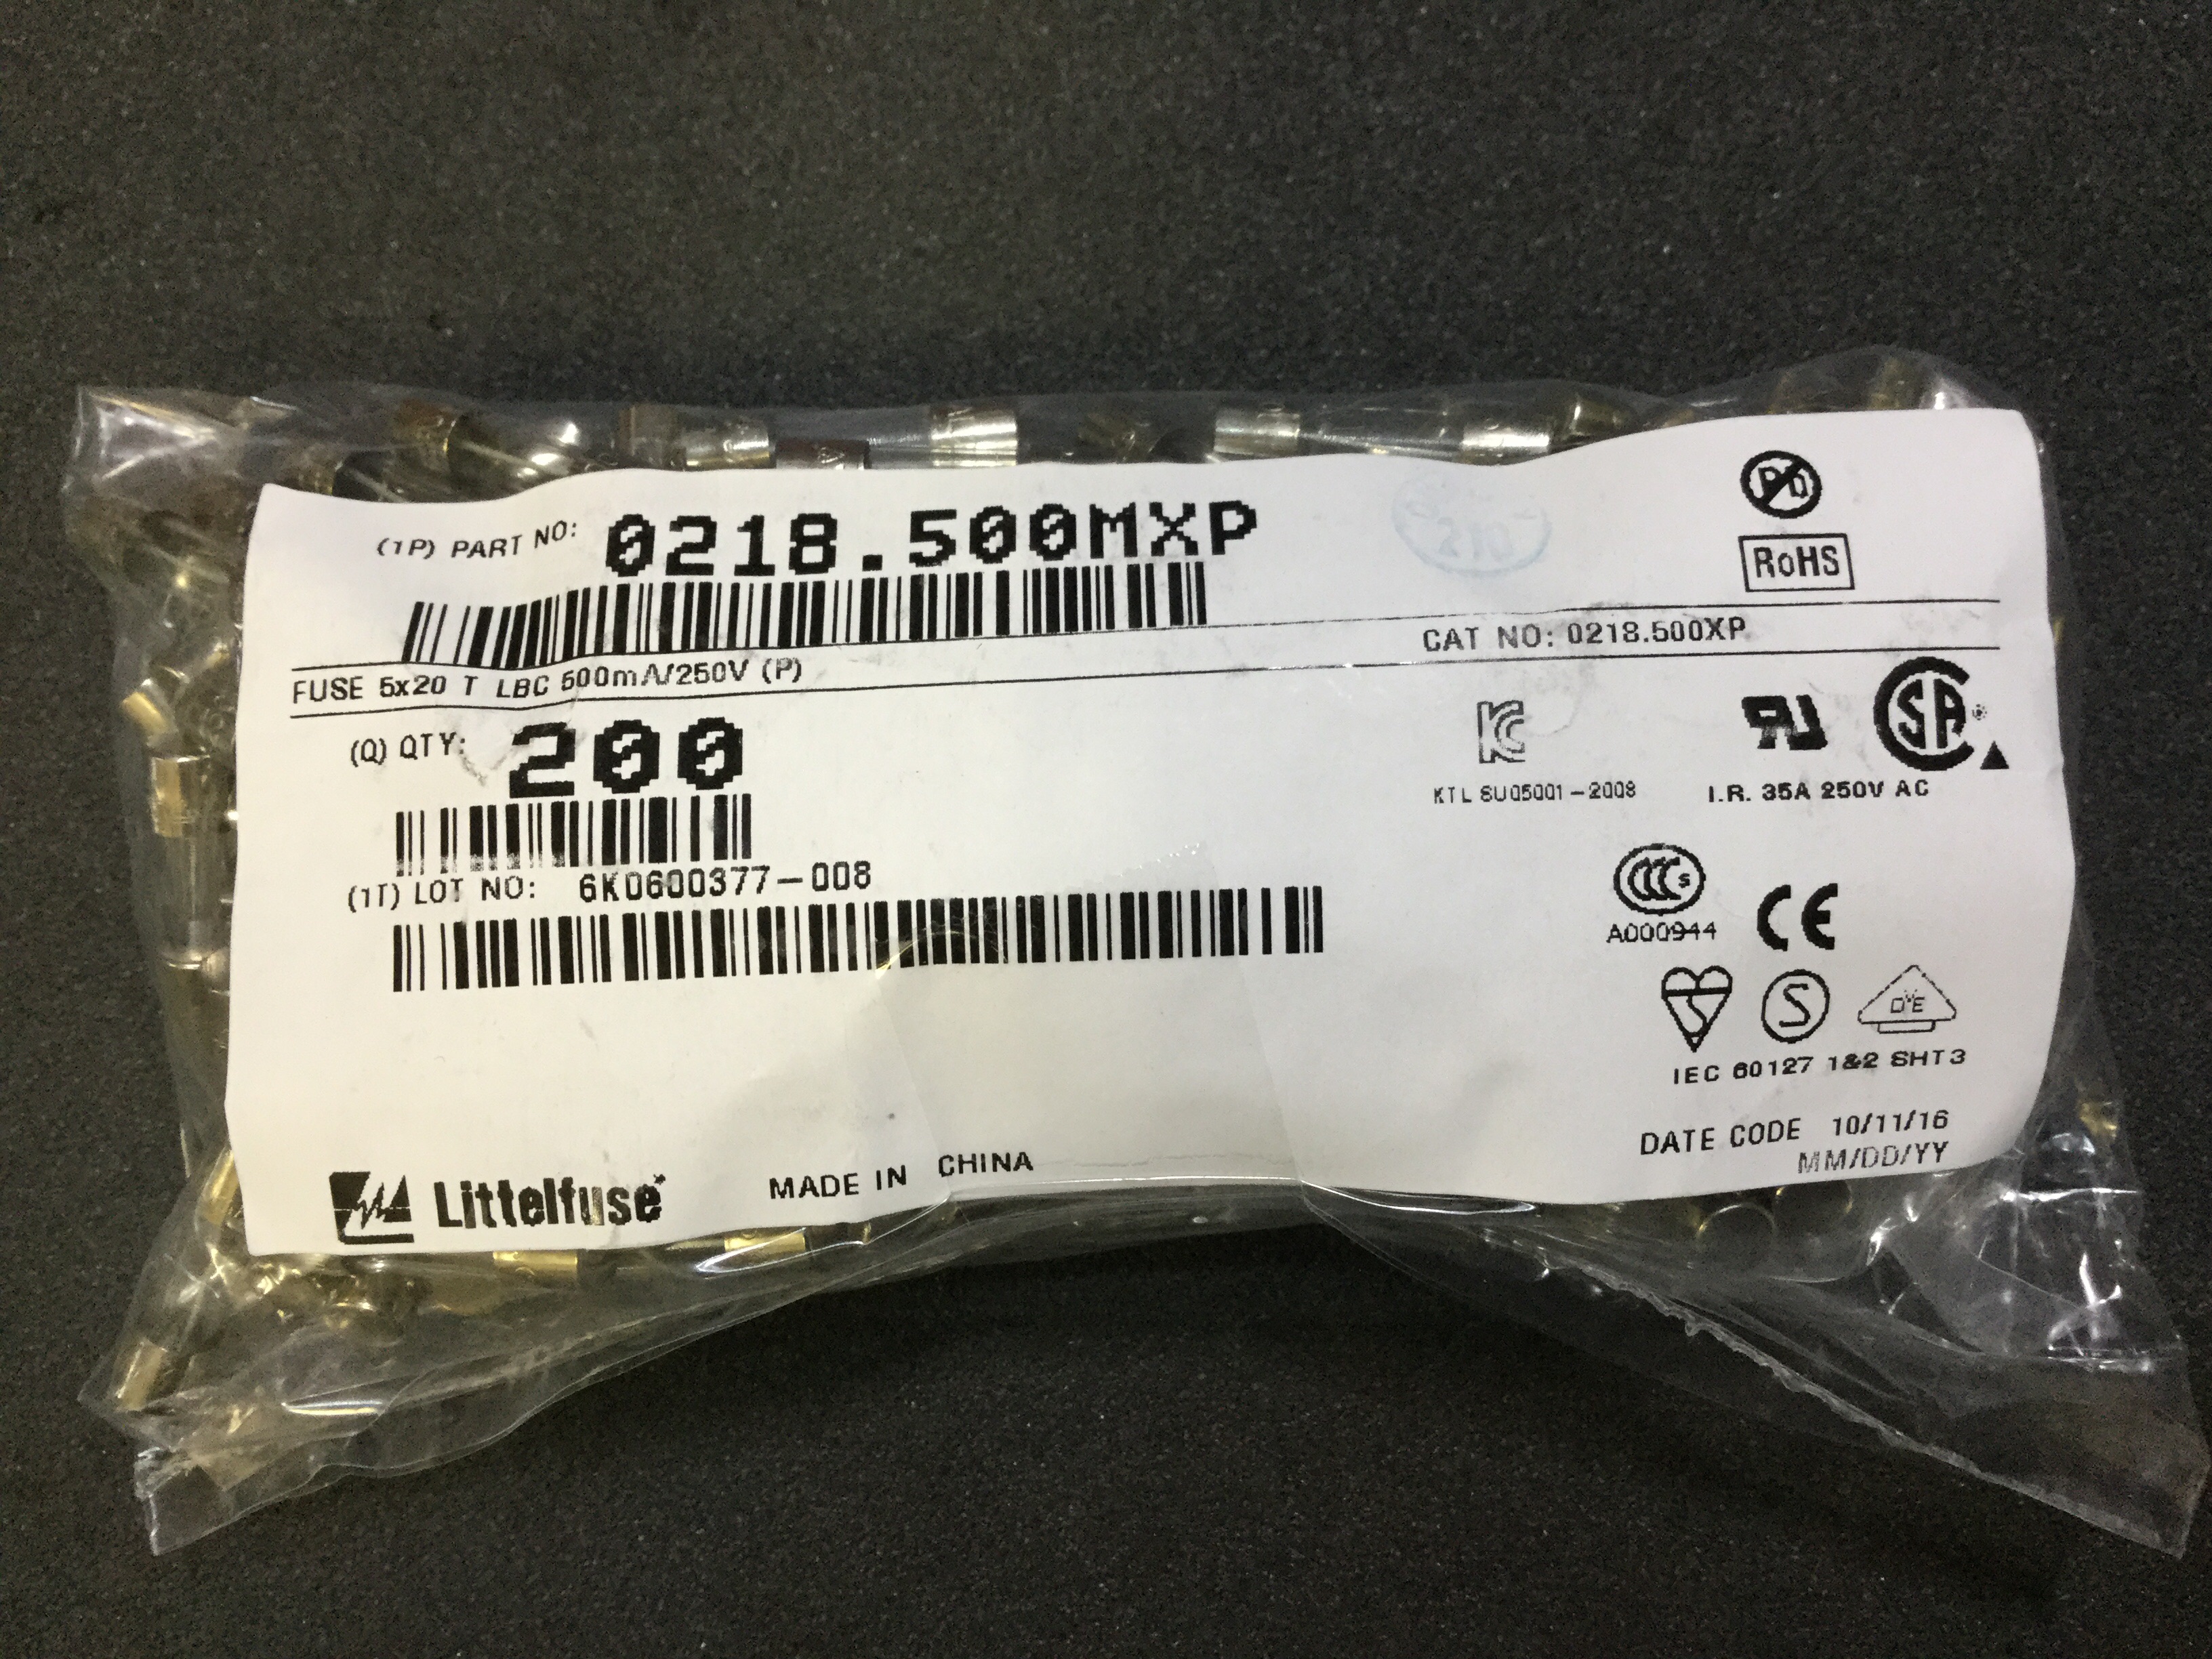 (1P) PART NO: 0218.500MXP
Pb
RoHS
CAT NO: 0218.500XP
FUSE 5x20 T LBC 500mA/250V (P)
(Q) QTY: 200
KTL SU05001-2008
I.R. 35A 250V AC
(1T) LOT NO: 6K0600377-008
A000944
CE
IEC 60127 1&2 SHT3
DATE CODE 10/11/16
MM/DD/YY
Littelfuse
MADE IN CHINA